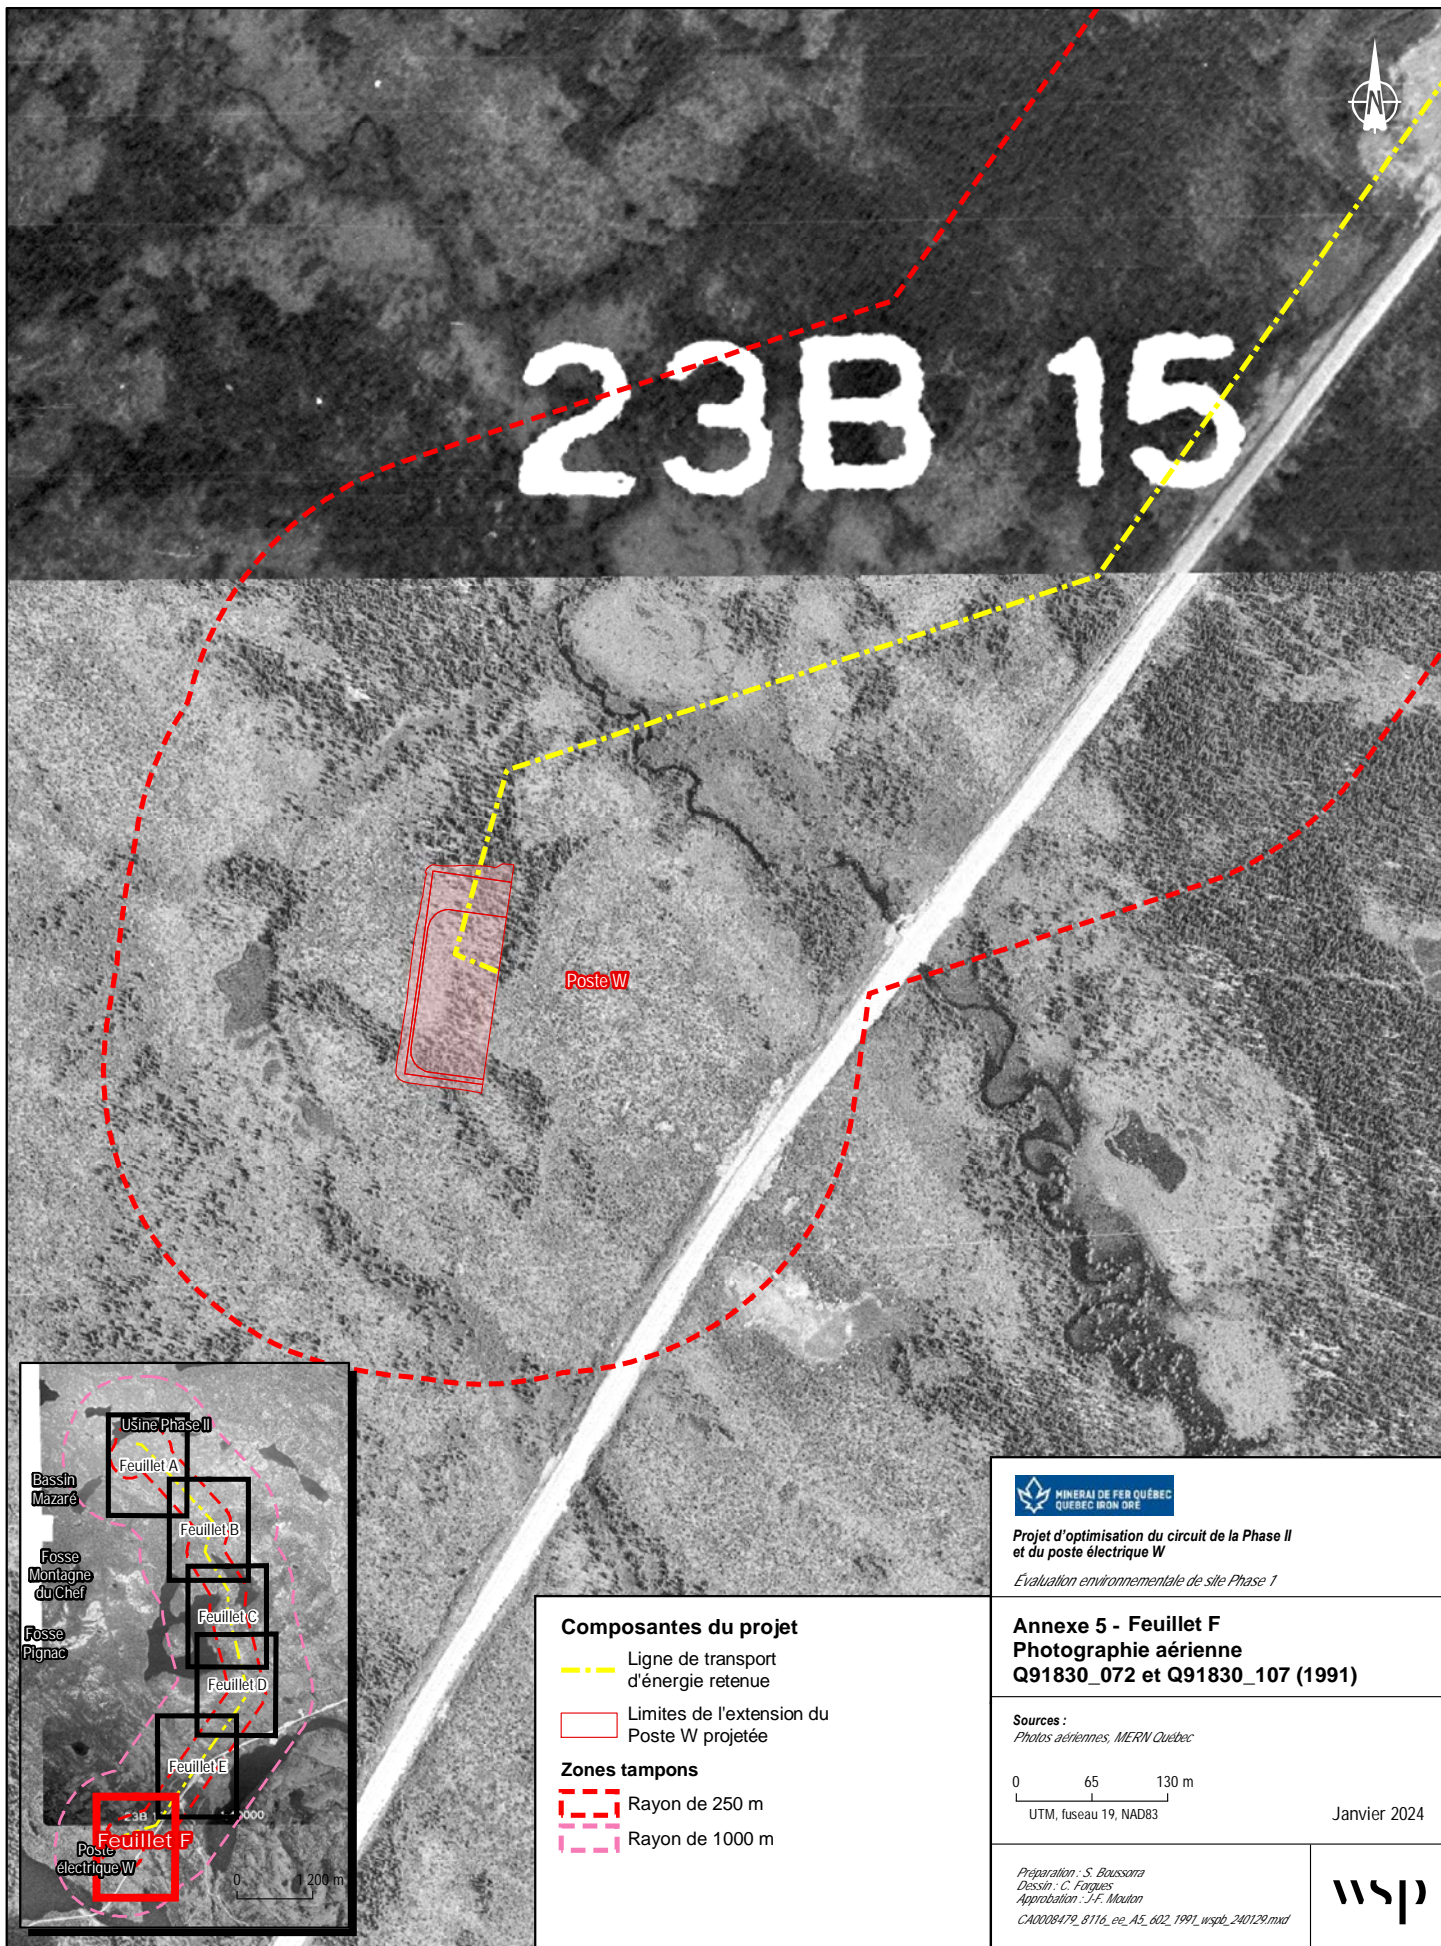 N
23B 15
Poste W
Usine Phase II
Feuillet A
Bassin
Mazaré
Feuillet B
Fosse
Montagne
du Chef
Feuillet C
Fosse
Pignac
Feuillet D
Feuillet E
23B
0000
Feuillet F
Poste
électrique W
0 1 200 m
Composantes du projet
Ligne de transport
d'énergie retenue
Limites de l'extension du
Poste W projetée
Zones tampons
Rayon de 250 m
Rayon de 1000 m
MINERAI DE FER QUÉBEC
QUEBEC IRON ORE
Projet d'optimisation du circuit de la Phase II
et du poste électrique W
Évaluation environnementale de site Phase 1
Annexe 5 - Feuillet F
Photographie aérienne
Q91830_072 et Q91830_107 (1991)
Sources :
Photos aériennes, MERN Québec
0 65 130 m
UTM, fuseau 19, NAD83
Janvier 2024
Préparation : S. Boussorra
Dessin : C. Forgues
Approbation : J-F. Mouton
CA0008479_8116_ee_A5_602_1991_wspb_240129.mxd
wsp